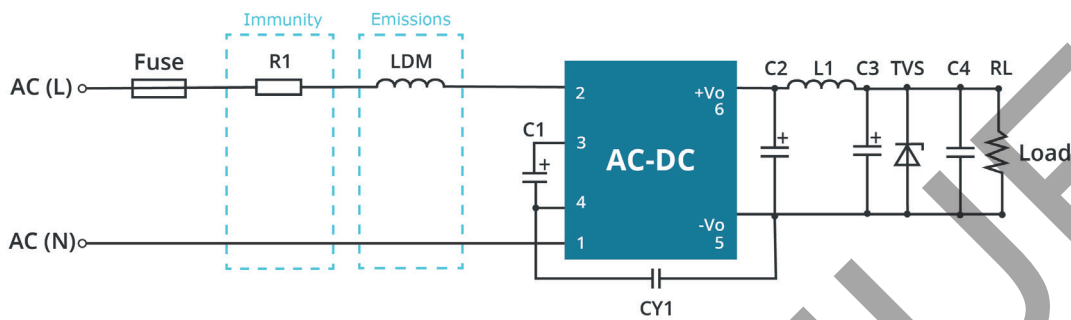 Immunity
Emissions
Fuse
R1
LDM
AC (L)
C1
2
3
4
1
AC-DC
+Vo
6
-Vo
5
C2
L1
C3
TVS
C4
RL
+
+
+
Load
AC (N)
CY1